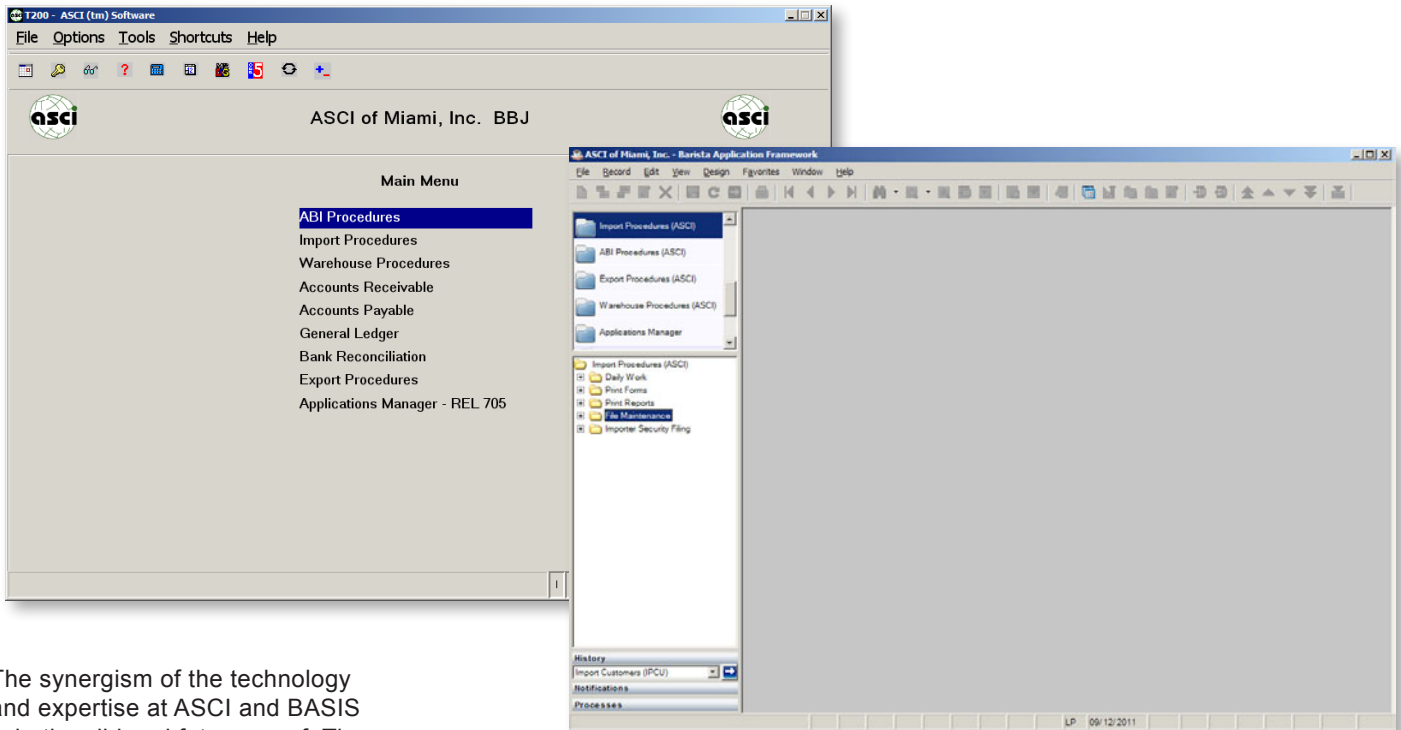 T200 - ASCI (tm) Software
File Options Tools Shortcuts Help
asci
ASCI of Miami, Inc. BBJ
asci
Main Menu
ABI Procedures
Import Procedures
Warehouse Procedures
Accounts Receivable
Accounts Payable
General Ledger
Bank Reconciliation
Export Procedures
Applications Manager - REL 705
ASCI of Miami, Inc. - Barista Application Framework
File Record Edit View Design Favorites Window Help
Import Procedures (ASCI)
ABI Procedures (ASCI)
Export Procedures (ASCI)
Warehouse Procedures (ASCI)
Applications Manager
Import Procedures (ASCI)
Daily Work
Print Forms
Print Reports
File Maintenance
Importer Security Filing
History
Import Customers (IPCU)
Notifications
Processes
LP 09/12/2011
The synergism of the technology
and expertise at ASCI and BASIS